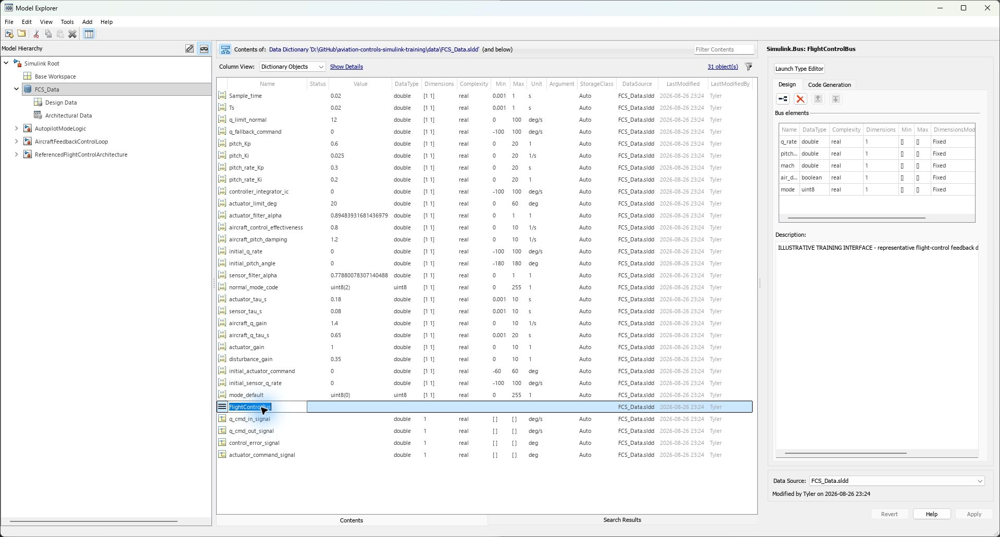 Model Explorer
File Edit View Tools Add Help
Model Hierarchy
Simulink Root
Base Workspace
FCS_Data
Design Data
Architectural Data
AutopilotModeLogic
AircraftFeedbackControlLoop
ReferencedFlightControlArchitecture
Contents of: Data Dictionary 'D:\GitHub\aviation-controls-simulink-training\data\FCS_Data.sldd' (and below) Filter Contents
Column View: Dictionary Objects Show Details 31 object(s)
Name Status Value DataType Dimensions Complexity Min Max Unit Argument StorageClass DataSource LastModified LastModifiedBy
Sample_time 0.02 double [1 1] real 0.001 1 s Auto FCS_Data.sldd 2026-08-26 23:24 Tyler
Ts 0.02 double [1 1] real 0.001 1 s Auto FCS_Data.sldd 2026-08-26 23:24 Tyler
q_limit_normal 12 double [1 1] real 0 100 deg/s Auto FCS_Data.sldd 2026-08-26 23:24 Tyler
q_fallback_command 0 double [1 1] real -100 100 deg/s Auto FCS_Data.sldd 2026-08-26 23:24 Tyler
pitch_Kp 0.6 double [1 1] real 0 20 1 Auto FCS_Data.sldd 2026-08-26 23:24 Tyler
pitch_Ki 0.025 double [1 1] real 0 20 1/s Auto FCS_Data.sldd 2026-08-26 23:24 Tyler
pitch_rate_Kp 0.3 double [1 1] real 0 20 s Auto FCS_Data.sldd 2026-08-26 23:24 Tyler
pitch_rate_Ki 0.2 double [1 1] real 0 20 1 Auto FCS_Data.sldd 2026-08-26 23:24 Tyler
controller_integrator_ic 0 double [1 1] real -100 100 deg/s Auto FCS_Data.sldd 2026-08-26 23:24 Tyler
actuator_limit_deg 20 double [1 1] real 0 60 deg Auto FCS_Data.sldd 2026-08-26 23:24 Tyler
actuator_filter_alpha 0.89483931681436979 double [1 1] real 0 1 1 Auto FCS_Data.sldd 2026-08-26 23:24 Tyler
aircraft_control_effectiveness 0.8 double [1 1] real 0 10 1/s Auto FCS_Data.sldd 2026-08-26 23:24 Tyler
aircraft_pitch_damping 1.2 double [1 1] real 0 10 1/s Auto FCS_Data.sldd 2026-08-26 23:24 Tyler
initial_q_rate 0 double [1 1] real -100 100 deg/s Auto FCS_Data.sldd 2026-08-26 23:24 Tyler
initial_pitch_angle 0 double [1 1] real -180 180 deg Auto FCS_Data.sldd 2026-08-26 23:24 Tyler
sensor_filter_alpha 0.77880078307140488 double [1 1] real 0 1 1 Auto FCS_Data.sldd 2026-08-26 23:24 Tyler
normal_mode_code uint8(2) uint8 [1 1] real 0 255 1 Auto FCS_Data.sldd 2026-08-26 23:24 Tyler
actuator_tau_s 0.18 double [1 1] real 0.001 10 s Auto FCS_Data.sldd 2026-08-26 23:24 Tyler
sensor_tau_s 0.08 double [1 1] real 0.001 10 s Auto FCS_Data.sldd 2026-08-26 23:24 Tyler
aircraft_q_gain 1.4 double [1 1] real 0 10 1/s Auto FCS_Data.sldd 2026-08-26 23:24 Tyler
aircraft_q_tau_s 0.65 double [1 1] real 0.001 20 s Auto FCS_Data.sldd 2026-08-26 23:24 Tyler
actuator_gain 1 double [1 1] real 0 10 1 Auto FCS_Data.sldd 2026-08-26 23:24 Tyler
disturbance_gain 0.35 double [1 1] real 0 10 1 Auto FCS_Data.sldd 2026-08-26 23:24 Tyler
initial_actuator_command 0 double [1 1] real -60 60 deg Auto FCS_Data.sldd 2026-08-26 23:24 Tyler
initial_sensor_q_rate 0 double [1 1] real -100 100 deg/s Auto FCS_Data.sldd 2026-08-26 23:24 Tyler
mode_default uint8(0) uint8 [1 1] real 0 255 1 Auto FCS_Data.sldd 2026-08-26 23:24 Tyler
FlightControlBus FCS_Data.sldd 2026-08-26 23:24 Tyler
q_cmd_in_signal double 1 real [ ] [ ] deg/s Auto FCS_Data.sldd 2026-08-26 23:24 Tyler
q_cmd_out_signal double 1 real [ ] [ ] deg/s Auto FCS_Data.sldd 2026-08-26 23:24 Tyler
control_error_signal double 1 real [ ] [ ] deg Auto FCS_Data.sldd 2026-08-26 23:24 Tyler
actuator_command_signal double 1 real [ ] [ ] deg Auto FCS_Data.sldd 2026-08-26 23:24 Tyler
Contents Search Results
Simulink.Bus: FlightControlBus
Launch Type Editor
Design Code Generation
Bus elements
Name DataType Complexity Dimensions Min Max DimensionsMod
q_rate double real 1 [] [] Fixed
pitch... double real 1 [] [] Fixed
mach double real 1 [] [] Fixed
air_d... boolean real 1 [] [] Fixed
mode uint8 real 1 [] [] Fixed
Description:
ILLUSTRATIVE TRAINING INTERFACE - representative flight-control feedback d
Data Source: FCS_Data.sldd
Modified by Tyler on 2026-08-26 23:24
Revert Help Apply